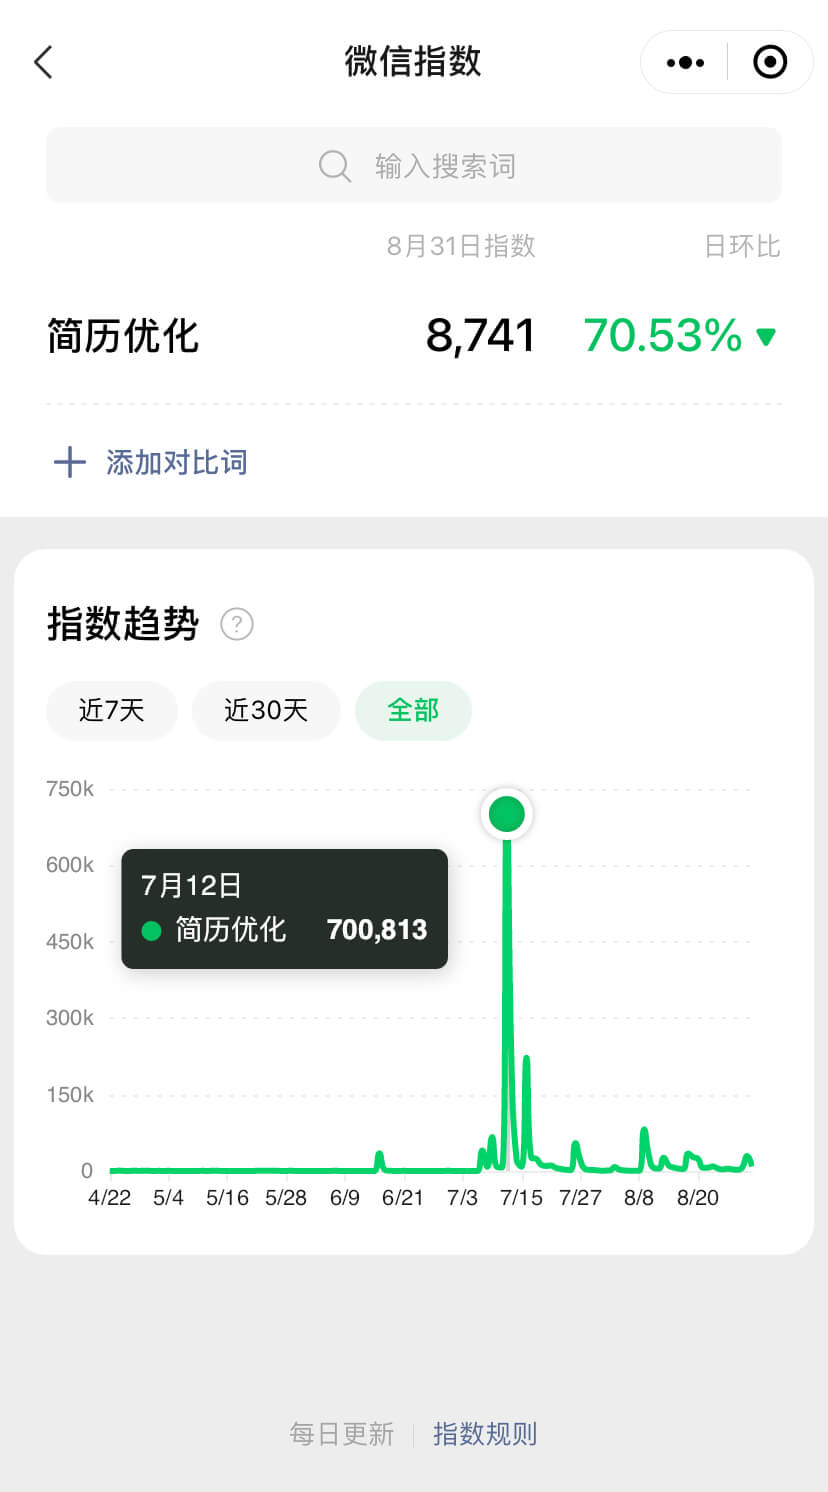 微信指数
输入搜索词
8月31日指数 日环比
简历优化 8,741 70.53%
添加对比词
指数趋势 ?
近7天 近30天 全部
750k
600k
7月12日
简历优化 700,813
450k
300k
150k
0
4/22 5/4 5/16 5/28 6/9 6/21 7/3 7/15 7/27 8/8 8/20
每日更新 指数规则